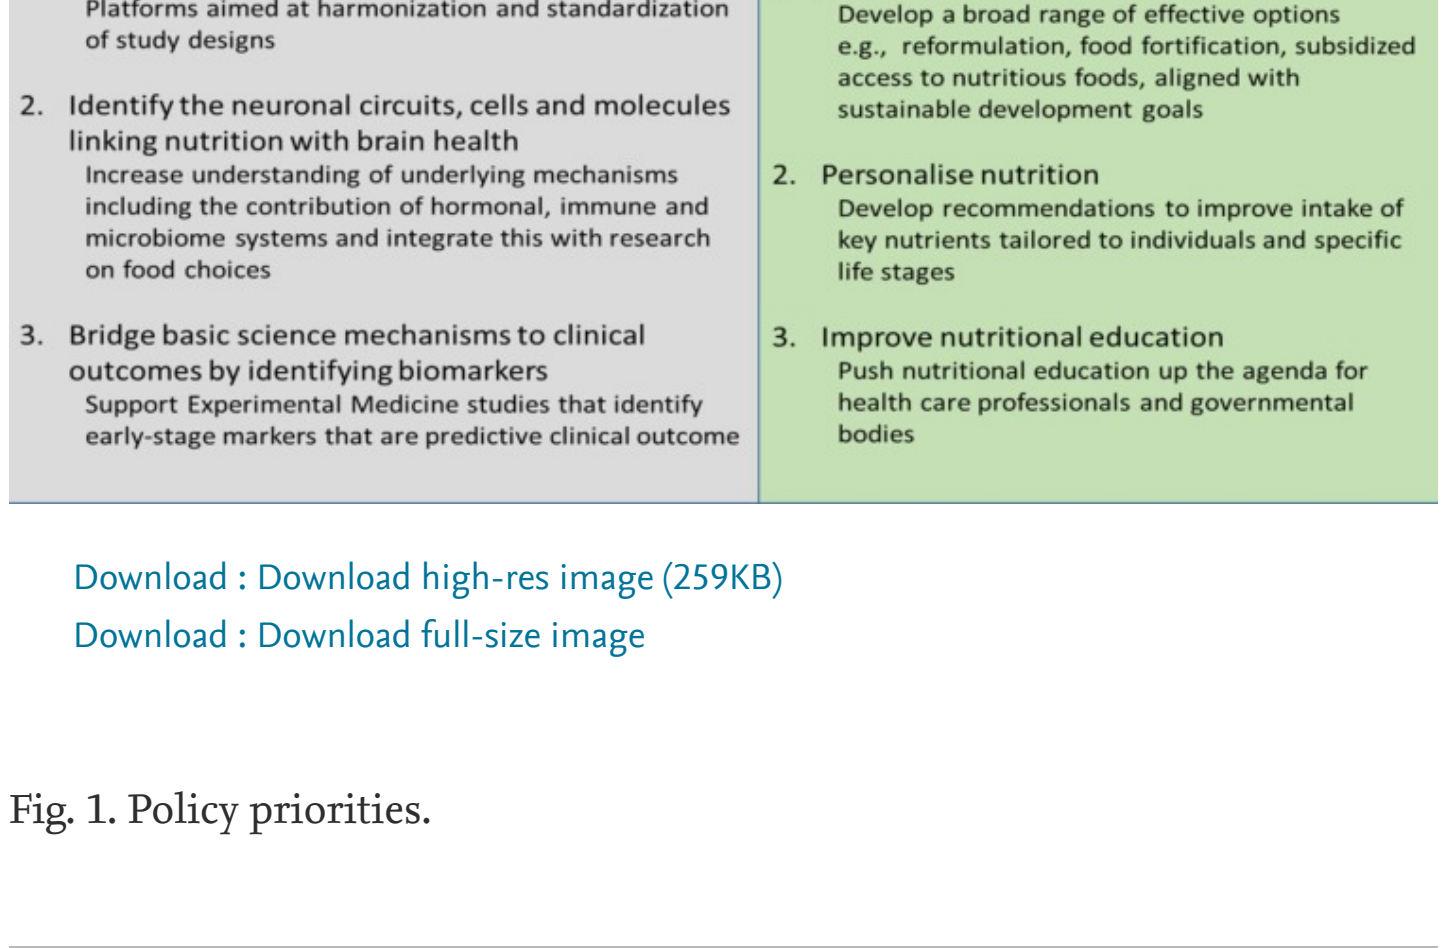 Platforms aimed at harmonization and standardization
of study designs
2. Identify the neuronal circuits, cells and molecules
linking nutrition with brain health
Increase understanding of underlying mechanisms
including the contribution of hormonal, immune and
microbiome systems and integrate this with research
on food choices
3. Bridge basic science mechanisms to clinical
outcomes by identifying biomarkers
Support Experimental Medicine studies that identify
early-stage markers that are predictive clinical outcome
Develop a broad range of effective options
e.g., reformulation, food fortification, subsidized
access to nutritious foods, aligned with
sustainable development goals
2. Personalise nutrition
Develop recommendations to improve intake of
key nutrients tailored to individuals and specific
life stages
3. Improve nutritional education
Push nutritional education up the agenda for
health care professionals and governmental
bodies
Download : Download high-res image (259KB)
Download : Download full-size image
Fig. 1. Policy priorities.